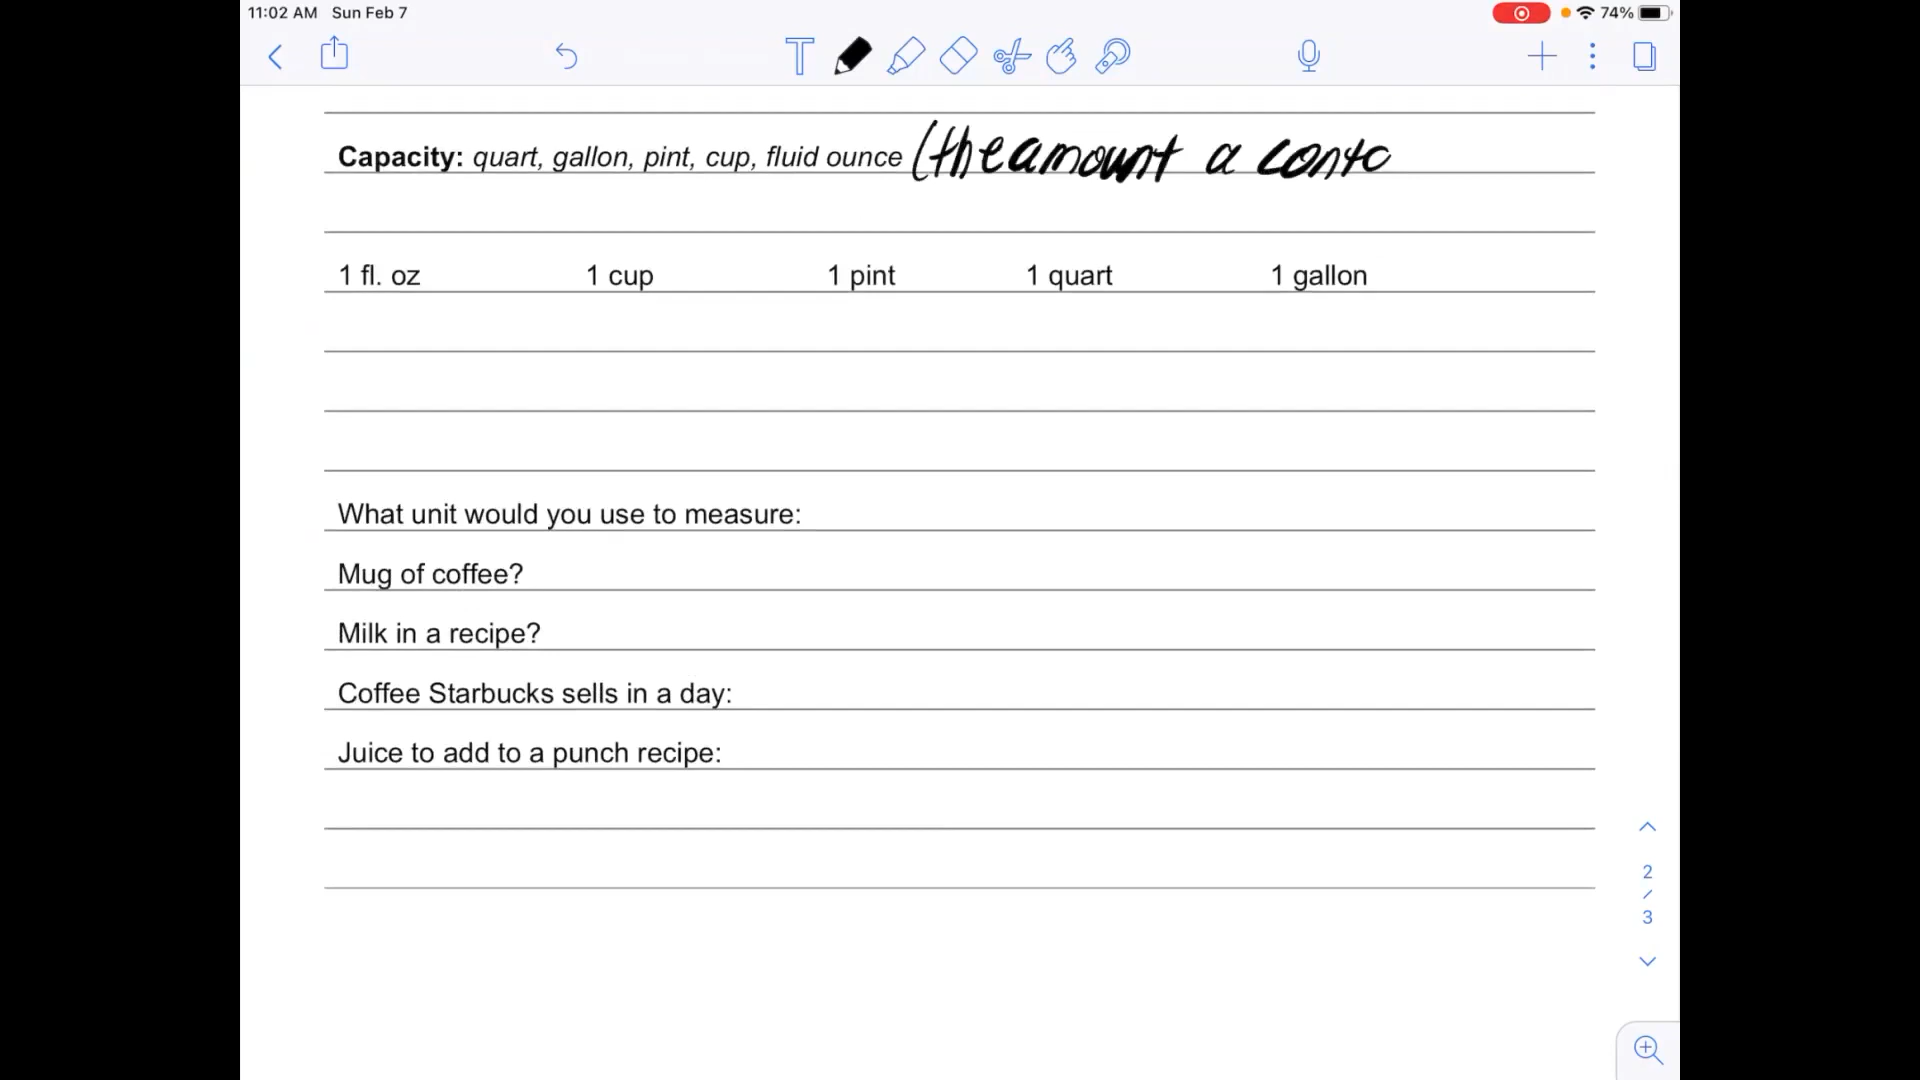 11:02 AM Sun Feb 7 74%
Capacity: quart, gallon, pint, cup, fluid ounce (the amount a conta
1 fl. oz 1 cup 1 pint 1 quart 1 gallon
What unit would you use to measure:
Mug of coffee?
Milk in a recipe?
Coffee Starbucks sells in a day:
Juice to add to a punch recipe:
2
/
3